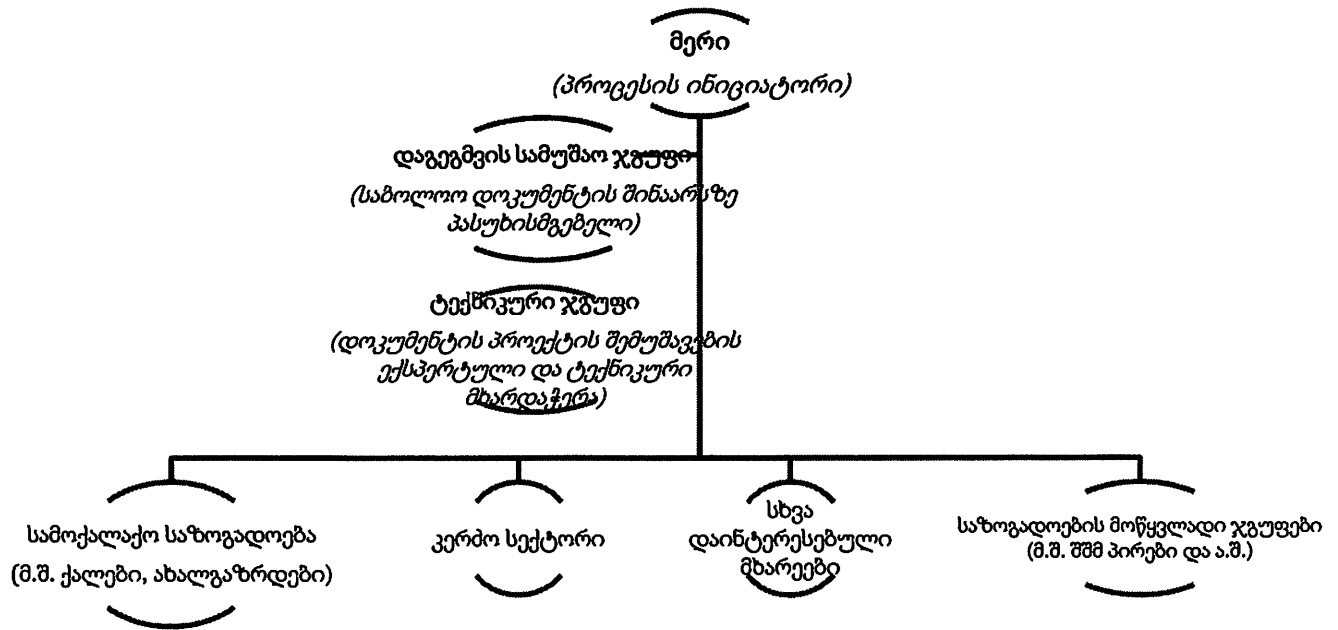 მერი
(პროცესის ინიციატორი)
დაგეგმვის სამუშაო ჯგუფი
(საბოლოო დოკუმენტის შინაარსზე
პასუხისმგებელი)
ტექნიკური ჯგუფი
(დოკუმენტის პროექტის შემუშავების
ექსპერტული და ტექნიკური
მხარდაჭერა)
სამოქალაქო საზოგადოება
(მ.შ. ქალები, ახალგაზრდები)
კერძო სექტორი
სხვა
დაინტერესებული
მხარეები
საზოგადოების მოწყვლადი ჯგუფები
(მ.შ. შშმ პირები და ა.შ.)